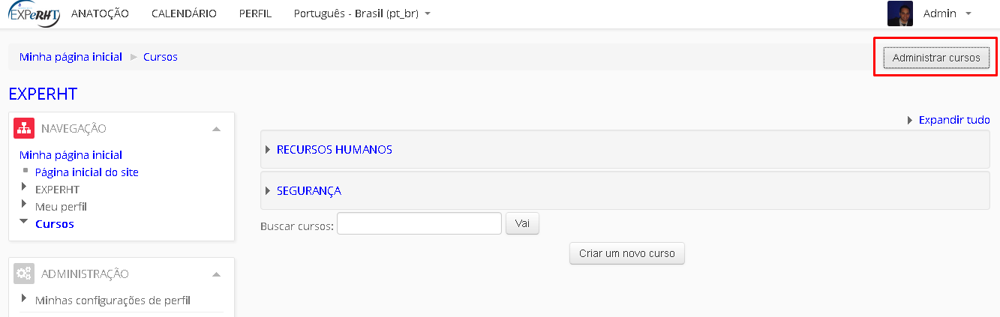 EXPeRHT ANATOÇÃO CALENDÁRIO PERFIL Português - Brasil (pt_br) Admin
Minha página inicial Cursos Administrar cursos
EXPERHT
NAVEGAÇÃO
Minha página inicial
Página inicial do site
EXPERHT
Meu perfil
Cursos
ADMINISTRAÇÃO
Minhas configurações de perfil
Expandir tudo
RECURSOS HUMANOS
SEGURANÇA
Buscar cursos: Vai
Criar um novo curso